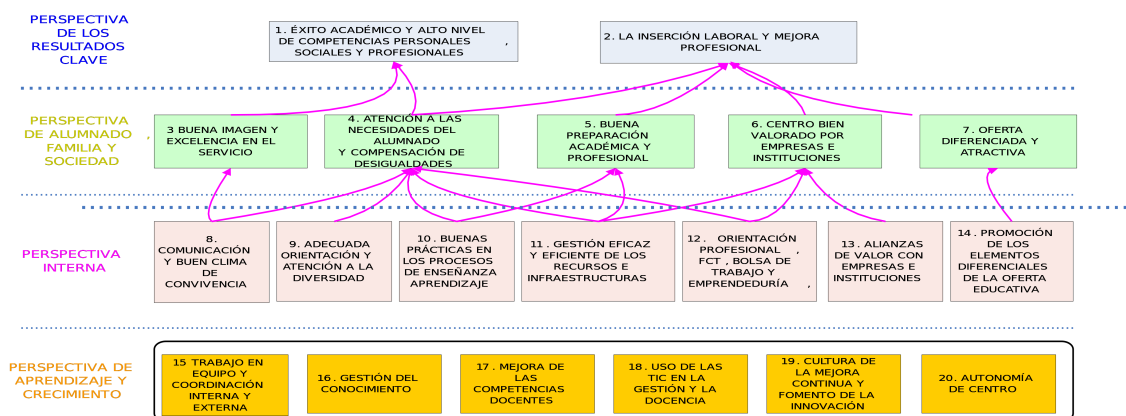 PERSPECTIVA
DE LOS
RESULTADOS
CLAVE
1. ÉXITO ACADÉMICO Y ALTO NIVEL
DE COMPETENCIAS PERSONALES ,
SOCIALES Y PROFESIONALES
2. LA INSERCIÓN LABORAL Y MEJORA
PROFESIONAL
PERSPECTIVA
DE ALUMNADO ,
FAMILIA Y
SOCIEDAD
3 BUENA IMAGEN Y
EXCELENCIA EN EL
SERVICIO
4. ATENCIÓN A LAS
NECESIDADES DEL
ALUMNADO
Y COMPENSACIÓN DE
DESIGUALDADES
5. BUENA
PREPARACIÓN
ACADÉMICA Y
PROFESIONAL
6. CENTRO BIEN
VALORADO POR
EMPRESAS E
INSTITUCIONES
7. OFERTA
DIFERENCIADA Y
ATRACTIVA
PERSPECTIVA
INTERNA
8.
COMUNICACIÓN
Y BUEN CLIMA
DE
CONVIVENCIA
9. ADECUADA
ORIENTACIÓN Y
ATENCIÓN A LA
DIVERSIDAD
10. BUENAS
PRÁCTICAS EN
LOS PROCESOS
DE ENSEÑANZA
APRENDIZAJE
11. GESTIÓN EFICAZ
Y EFICIENTE DE LOS
RECURSOS E
INFRAESTRUCTURAS
12. ORIENTACIÓN
PROFESIONAL ,
FCT , BOLSA DE
TRABAJO Y
EMPRENDEDURÍA ,
13. ALIANZAS
DE VALOR CON
EMPRESAS E
INSTITUCIONES
14. PROMOCIÓN
DE LOS
ELEMENTOS
DIFERENCIALES
DE LA OFERTA
EDUCATIVA
PERSPECTIVA DE
APRENDIZAJE Y
CRECIMIENTO
15 TRABAJO EN
EQUIPO Y
COORDINACIÓN
INTERNA Y
EXTERNA
16. GESTIÓN DEL
CONOCIMIENTO
17. MEJORA DE
LAS
COMPETENCIAS
DOCENTES
18. USO DE LAS
TIC EN LA
GESTIÓN Y LA
DOCENCIA
19. CULTURA DE
LA MEJORA
CONTINUA Y
FOMENTO DE LA
INNOVACIÓN
20. AUTONOMÍA
DE CENTRO